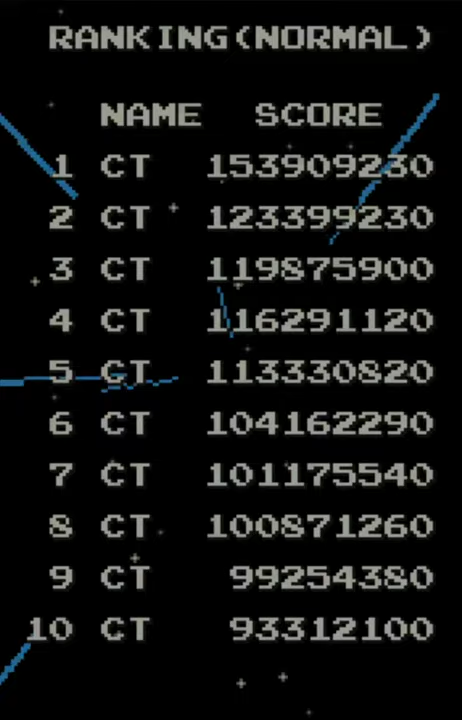 RANKING(NORMAL)
NAME SCORE
1 CT 153909230
2 CT 123399230
3 CT 119875900
4 CT 116291120
5 CT 113330820
6 CT 104162290
7 CT 101175540
8 CT 100871260
9 CT 99254380
10 CT 93312100